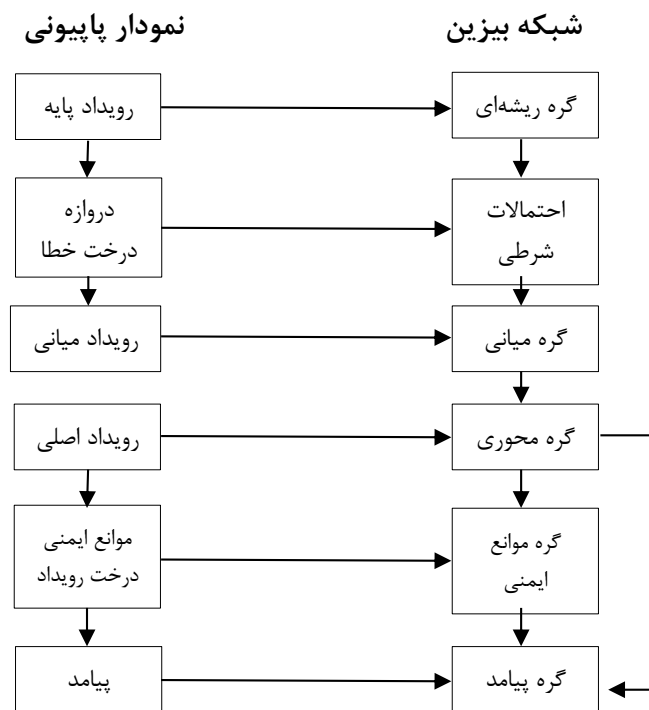 شبکه بیزین
نمودار پاپیونی
گره ریشه‌ای
رویداد پایه
احتمالات
شرطی
دروازه
درخت خطا
گره میانی
رویداد میانی
گره محوری
رویداد اصلی
گره موانع
ایمنی
موانع ایمنی
درخت رویداد
گره پیامد
پیامد